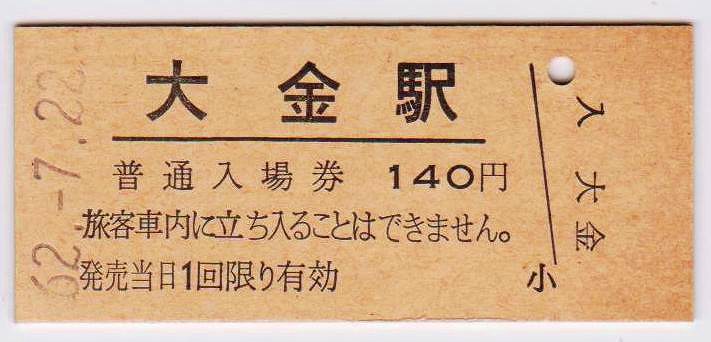 大金駅
普通入場券 140円
旅客車内に立ち入ることはできません。
発売当日1回限り有効
62.-7.22
入 大金
小